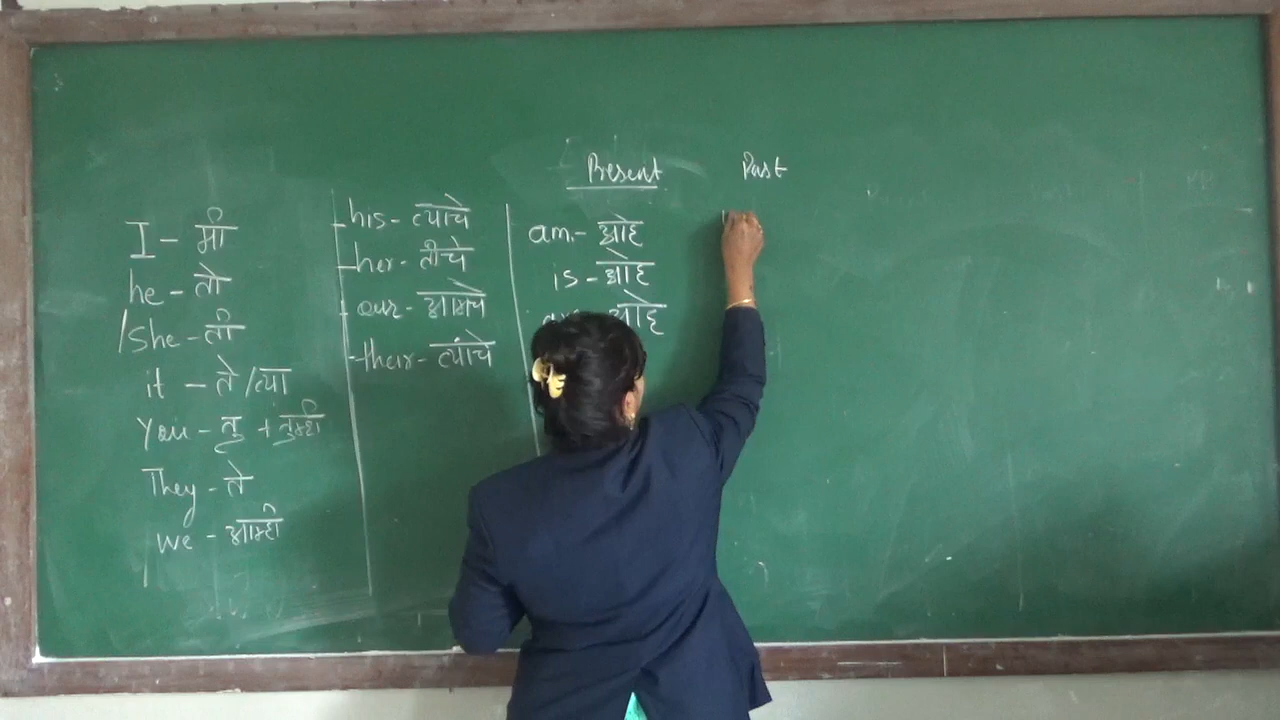 I - मी
he - तो
/She - ती
it - ते /त्या
You - तु + तुम्ही
They - ते
we - आम्ही
his - त्याचे
her - तीचे
our - आमचे
their - त्यांचे
Present
am. - आहे
is - आहे
आहे
Past